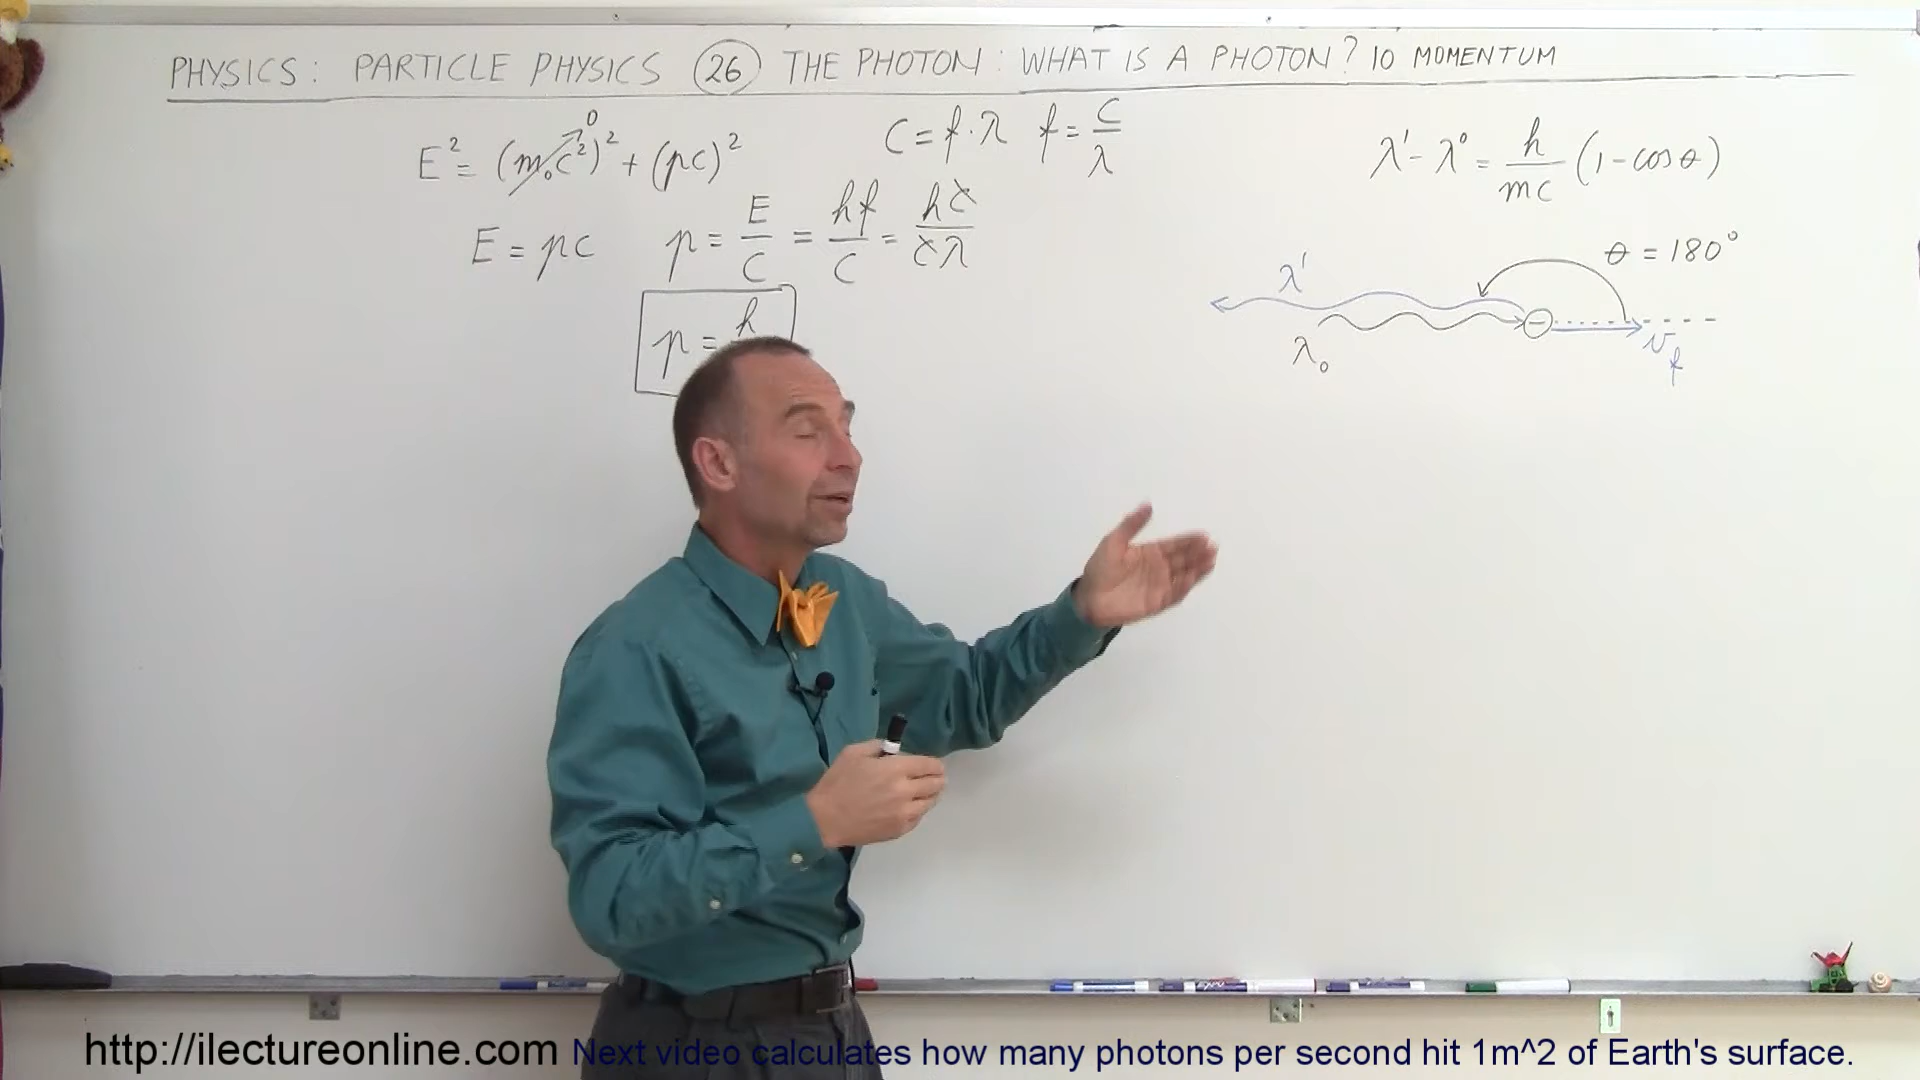 PHYSICS: PARTICLE PHYSICS 26 THE PHOTON: WHAT IS A PHOTON? 10 MOMENTUM
E² = (m₀c²)² + (pc)²
0
C = f·λ f = C/λ
λ' - λ⁰ = h/mc (1 - cos θ)
E = pc p = E/C = hf/C = hc/cλ
θ = 180°
λ'
p = h
λ₀
v_f
http://ilectureonline.com Next video calculates how many photons per second hit 1m^2 of Earth's surface.